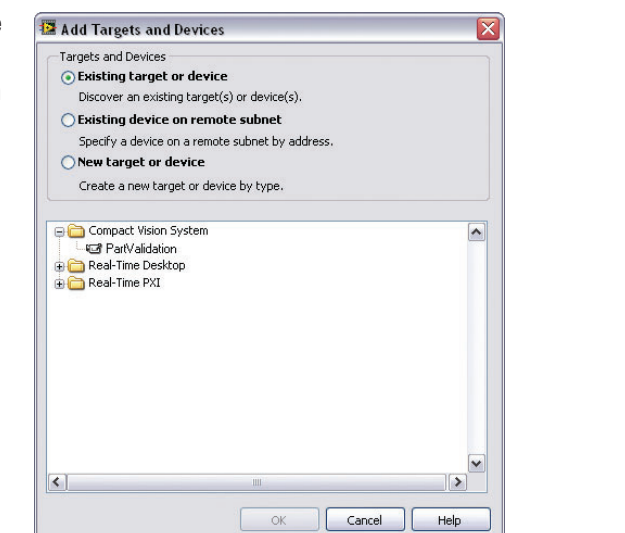 Add Targets and Devices
Targets and Devices
Existing target or device
Discover an existing target(s) or device(s).
Existing device on remote subnet
Specify a device on a remote subnet by address.
New target or device
Create a new target or device by type.
Compact Vision System
PartValidation
Real-Time Desktop
Real-Time PXI
OK Cancel Help